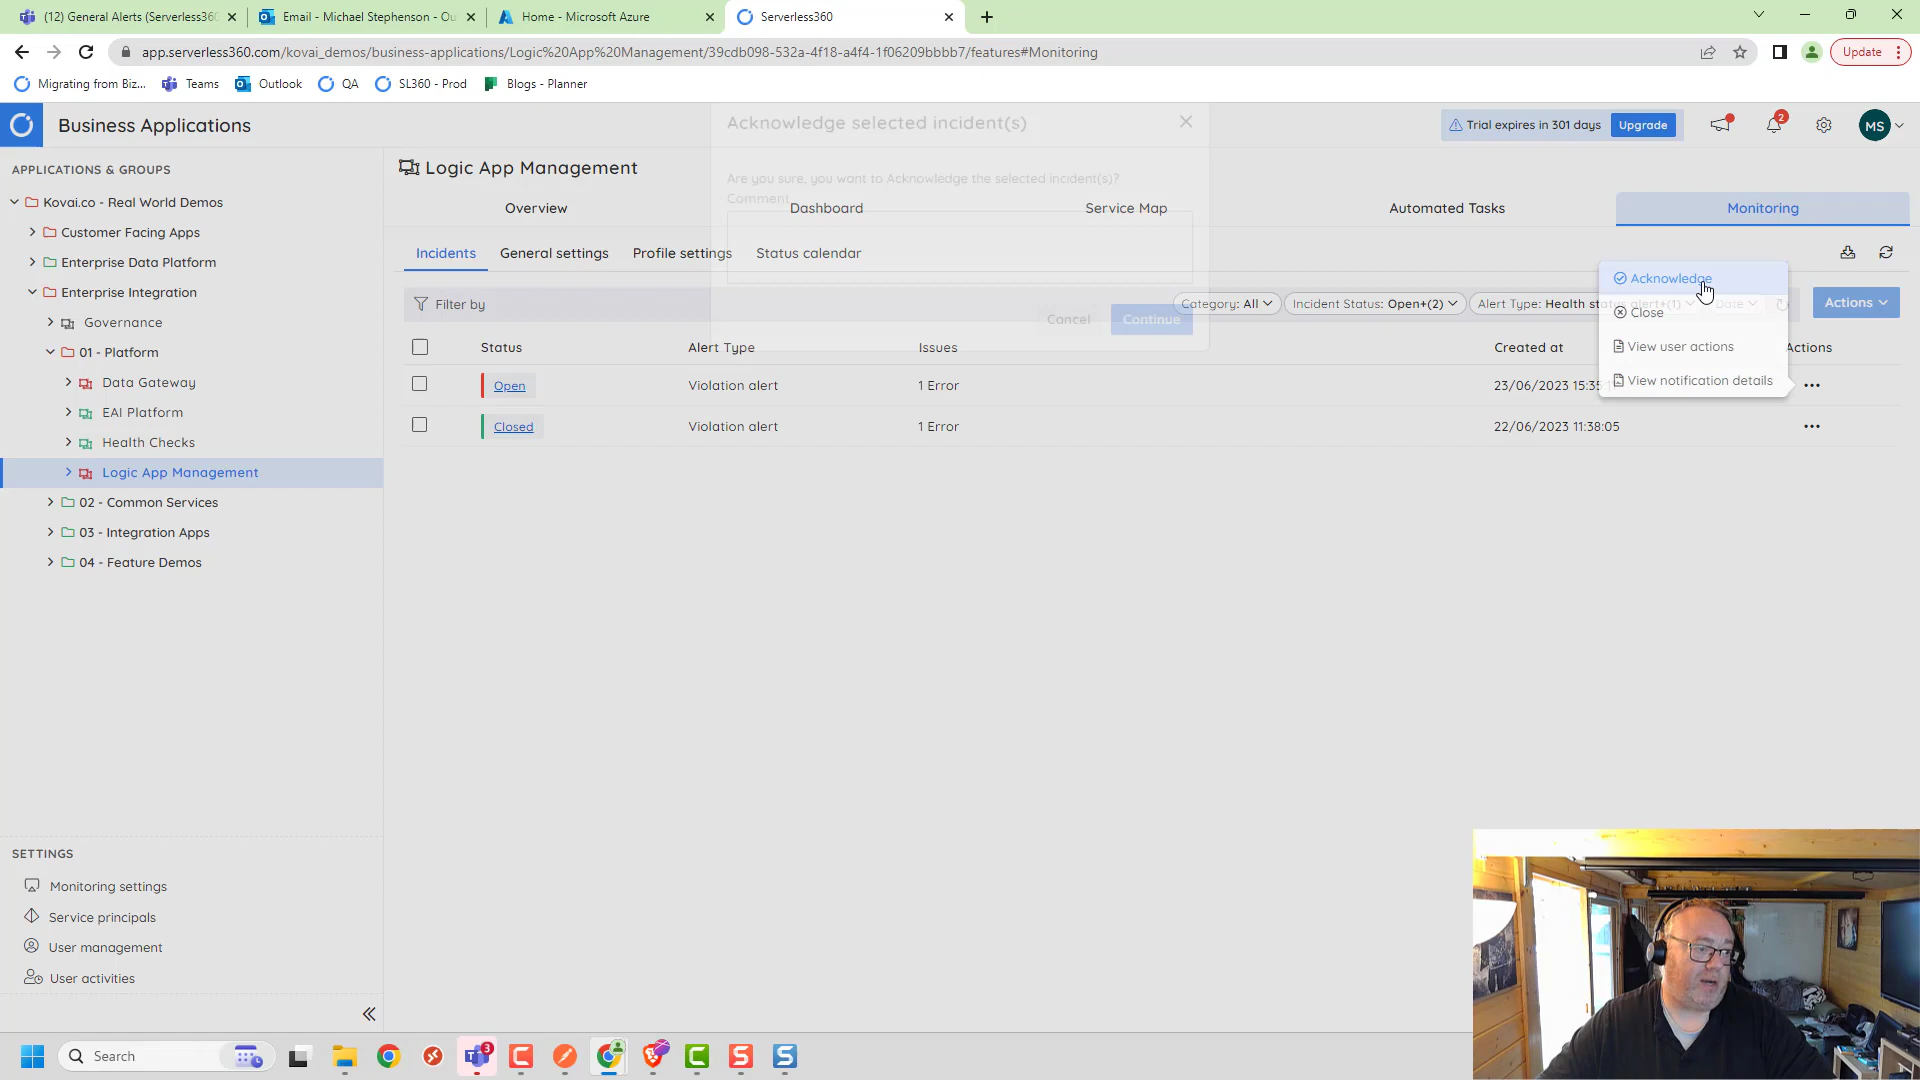 (12) General Alerts (Serverless360
Email - Michael Stephenson - Ou
Home - Microsoft Azure
Serverless360
app.serverless360.com/kovai_demos/business-applications/Logic%20App%20Management/39cdb098-532a-4f18-a4f4-1f06209bbbb7/features#Monitoring
Update
Migrating from Biz...
Teams
Outlook
QA
SL360 - Prod
Blogs - Planner
Business Applications
Acknowledge selected incident(s)
Trial expires in 301 days
Upgrade
2
MS
APPLICATIONS & GROUPS
Logic App Management
Are you sure, you want to Acknowledge the selected incident(s)?
Comment
Kovai.co - Real World Demos
Overview
Dashboard
Service Map
Automated Tasks
Monitoring
Customer Facing Apps
Incidents
General settings
Profile settings
Status calendar
Enterprise Data Platform
Acknowledge
Enterprise Integration
Filter by
Category: All
Incident Status: Open+(2)
Alert Type: Health status alert+(1)
Date
Actions
Close
Cancel
Continue
Governance
Status
Alert Type
Issues
Created at
View user actions
Actions
01 - Platform
Data Gateway
Open
Violation alert
1 Error
23/06/2023 15:35:
View notification details
EAI Platform
Closed
Violation alert
1 Error
22/06/2023 11:38:05
Health Checks
Logic App Management
02 - Common Services
03 - Integration Apps
04 - Feature Demos
SETTINGS
Monitoring settings
Service principals
User management
User activities
Search
3